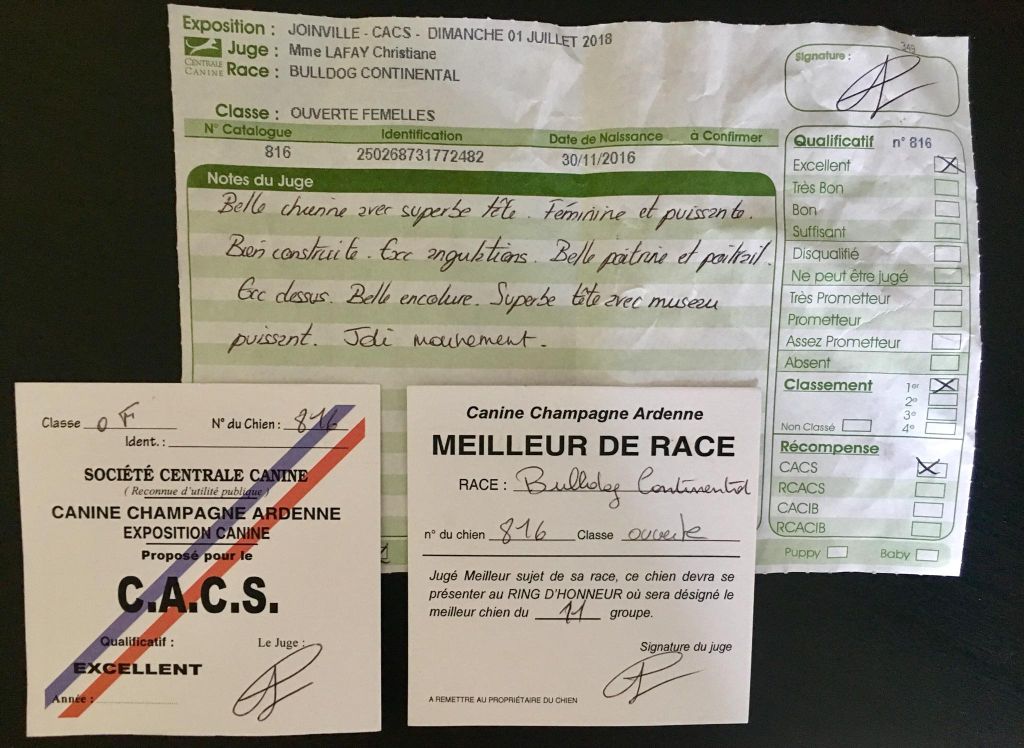 349
Exposition : JOINVILLE - CACS - DIMANCHE 01 JUILLET 2018
Juge : Mme LAFAY Christiane
CENTRALE CANINE
Race : BULLDOG CONTINENTAL
Classe : OUVERTE FEMELLES
N° Catalogue Identification Date de Naissance à Confirmer
816 250268731772482 30/11/2016
Notes du Juge
Belle chienne avec superbe tête. Féminine et puissante.
Bien construite. Exc angulations. Belle poitrine et poitrail.
Exc dessus. Belle encolure. Superbe tête avec museau
puissant. Joli mouvement.
Signature :
Qualificatif n° 816
Excellent
Très Bon
Bon
Suffisant
Disqualifié
Ne peut être jugé
Très Prometteur
Prometteur
Assez Prometteur
Absent
Classement 1er
2e
3e
Non Classé 4e
Récompense
CACS
RCACS
CACIB
RCACIB
Puppy Baby
Classe O F N° du Chien : 816
Ident. :
SOCIÉTÉ CENTRALE CANINE
( Reconnue d'utilité publique )
CANINE CHAMPAGNE ARDENNE
EXPOSITION CANINE
Proposé pour le
C.A.C.S.
Qualificatif : Le Juge :
EXCELLENT
Année :
Canine Champagne Ardenne
MEILLEUR DE RACE
RACE : Bulldog Continental
n° du chien 816 Classe ouverte
Jugé Meilleur sujet de sa race, ce chien devra se
présenter au RING D'HONNEUR où sera désigné le
meilleur chien du 11 groupe.
Signature du juge
A REMETTRE AU PROPRIÉTAIRE DU CHIEN